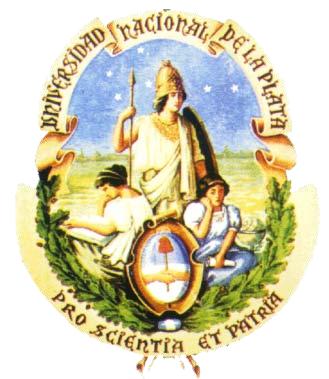 UNIVERSIDAD NACIONAL DE LA PLATA
PRO SCIENTIA ET PATRIA